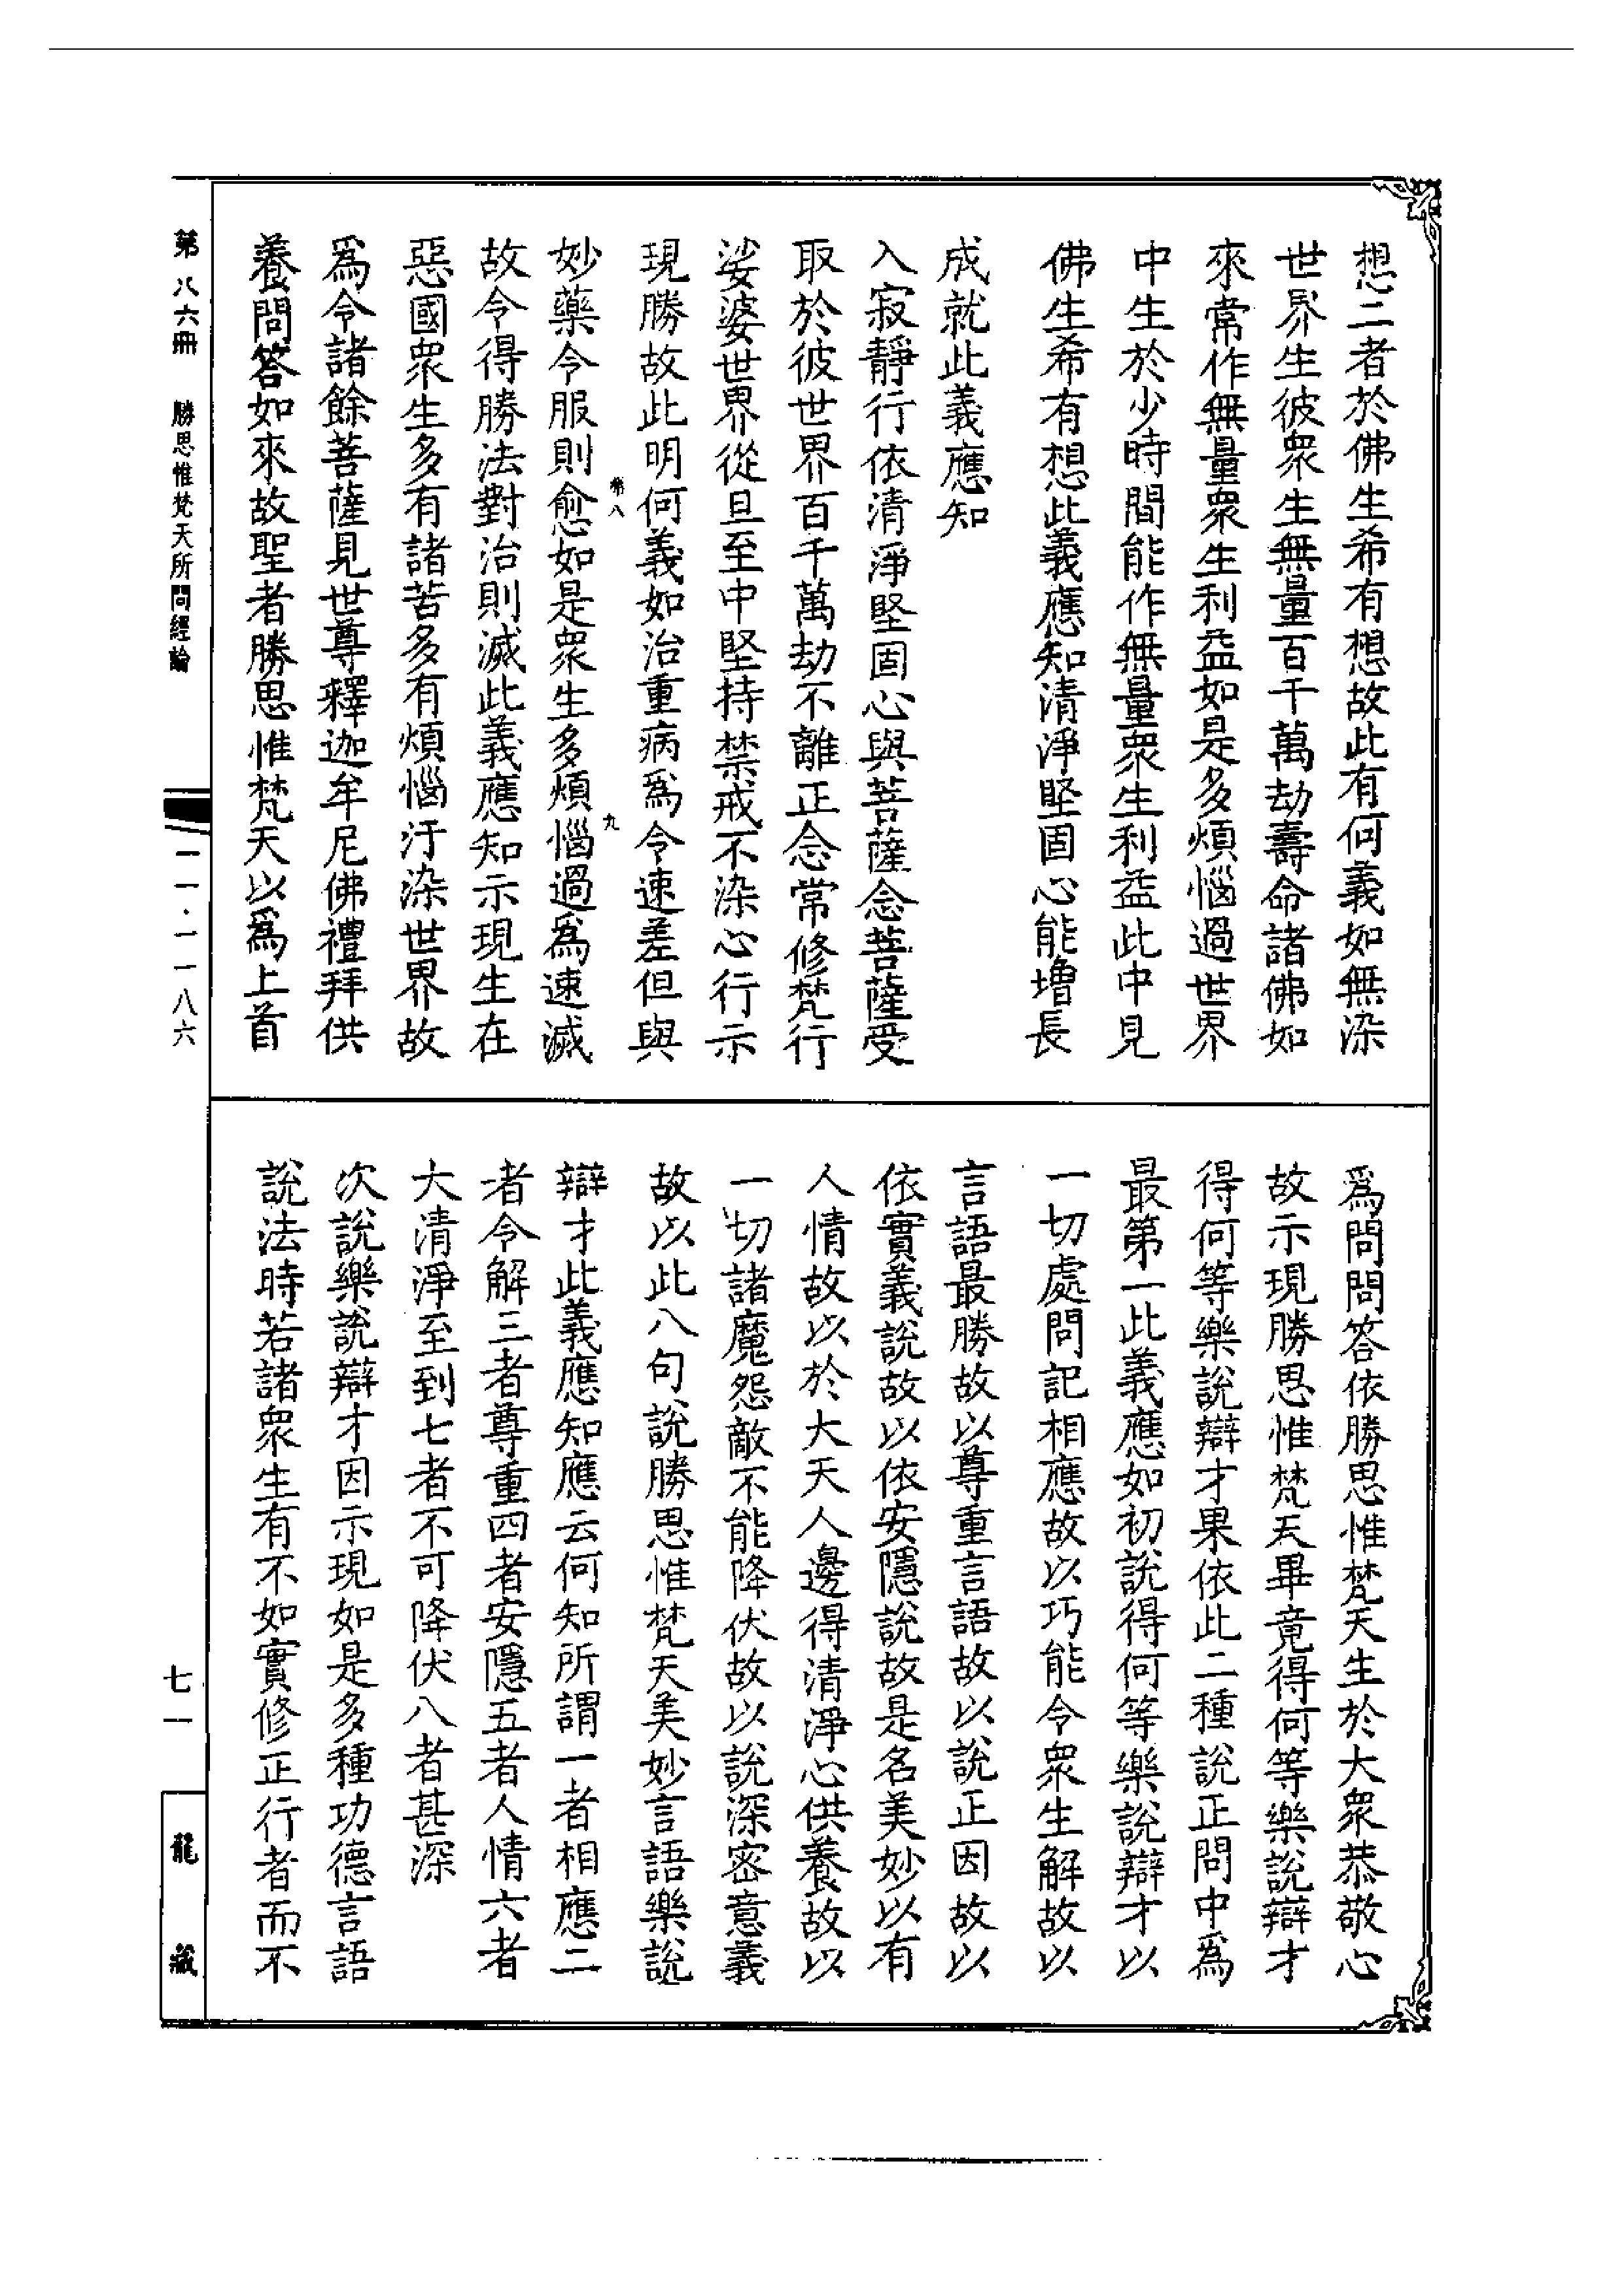 想二者於佛生希有想故此有何義如無染
世界生彼衆生無量百千萬劫壽命諸佛如
來常作無量衆生利益如是多煩惱過世界
中生於少時間能作無量衆生利益此中見
佛生希有想此義應知清淨堅固心能增長
成就此義應知
入寂靜行依清淨堅固心與菩薩念菩薩受
取於彼世界百千萬劫不離正念常修梵行
娑婆世界從旦至中堅持禁戒不染心行示
現勝故此明何義如治重病爲令速差但與
妙藥令服則愈如是衆生多煩惱過爲速滅
故令得勝法對治則滅此義應知示現生在
惡國衆生多有諸苦多有煩惱汙染世界故
爲令諸餘菩薩見世尊釋迦牟尼佛禮拜供
養問答如來故聖者勝思惟梵天以爲上首
爲問問答依勝思惟梵天生於大衆恭敬心
故示現勝思惟梵天畢竟得何等樂說辯才
得何等樂說辯才果依此二種說正問中爲
最第一此義應如初說得何等樂說辯才以
一切處問記相應故以巧能令衆生解故以
言語最勝故以尊重言語故以說正因故以
依實義說故以依安隱說故是名美妙以有
人情故以於大天人邊得清淨心供養故以
一切諸魔怨敵不能降伏故以說深密意義
故以此八句說勝思惟梵天美妙言語樂說
辯才此義應知應云何知所謂一者相應二
者令解三者尊重四者安隱五者人情六者
大清淨至到七者不可降伏八者甚深
次說樂說辯才因示現如是多種功德言語
說法時若諸衆生有不如實修正行者而不
第八六冊 勝思惟梵天所問經論
一一·一一八六
七一
龍藏
常八
九